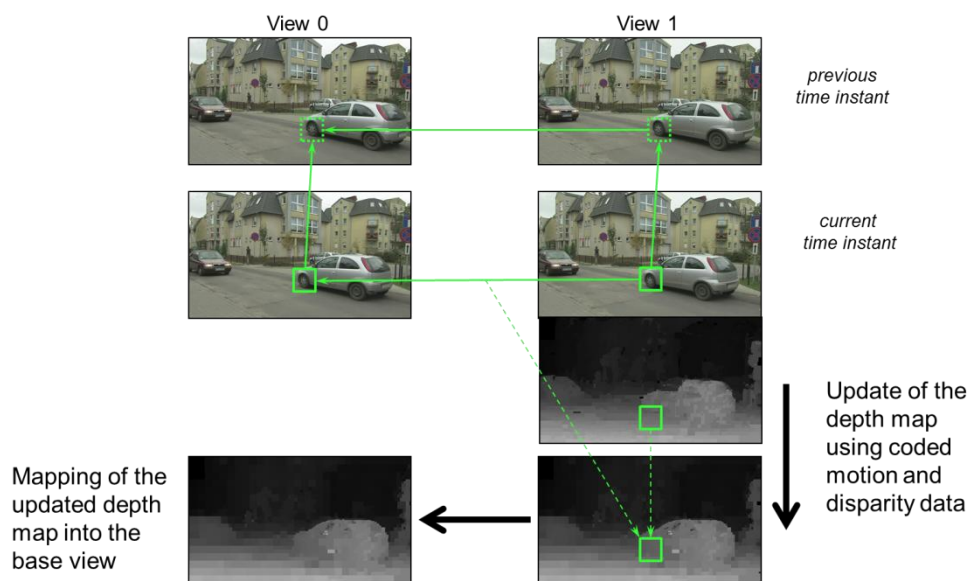 View 0
View 1
previous
time instant
current
time instant
Update of the
depth map
using coded
motion and
disparity data
Mapping of the
updated depth
map into the
base view